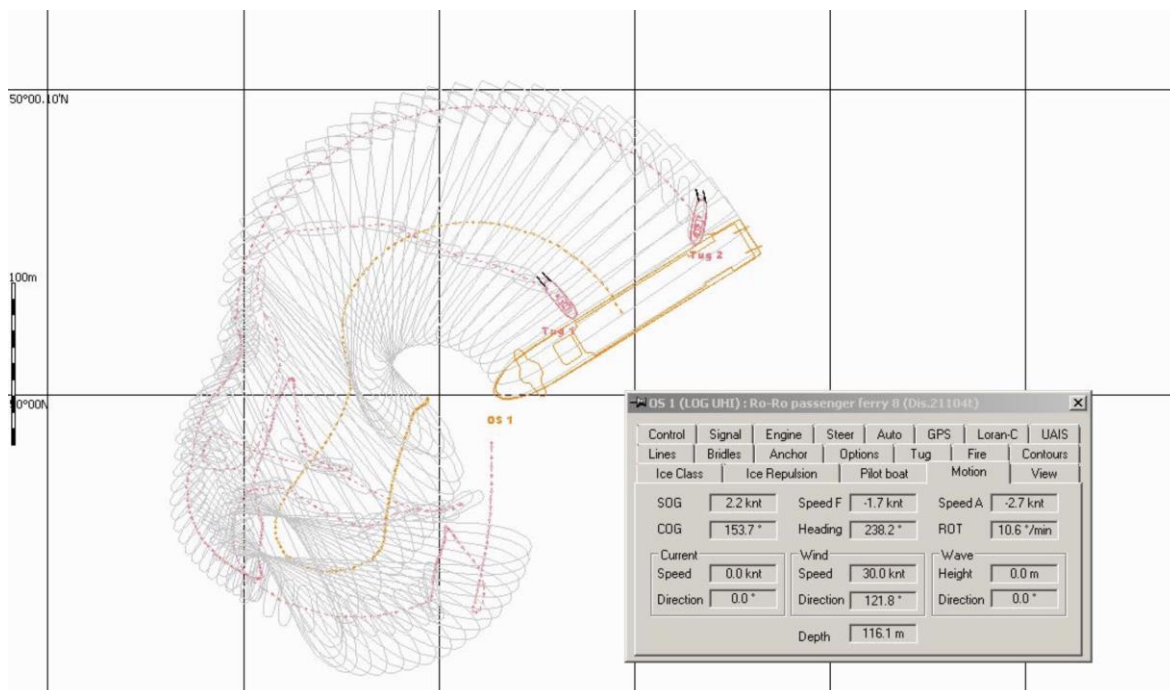 50°00.10'N
Tug 2
100m
Tug 1
50°00N
OS 1
OS 1 (LOG UHI) : Ro-Ro passenger ferry 8 (Dis.21104t)
Control Signal Engine Steer Auto GPS Loran-C UAIS
Lines Bridles Anchor Options Tug Fire Contours
Ice Class Ice Repulsion Pilot boat Motion View
SOG 2.2 knt Speed F -1.7 knt Speed A -2.7 knt
COG 153.7 ° Heading 238.2 ° ROT 10.6 °/min
Current Wind Wave
Speed 0.0 knt Speed 30.0 knt Height 0.0 m
Direction 0.0 ° Direction 121.8 ° Direction 0.0 °
Depth 116.1 m